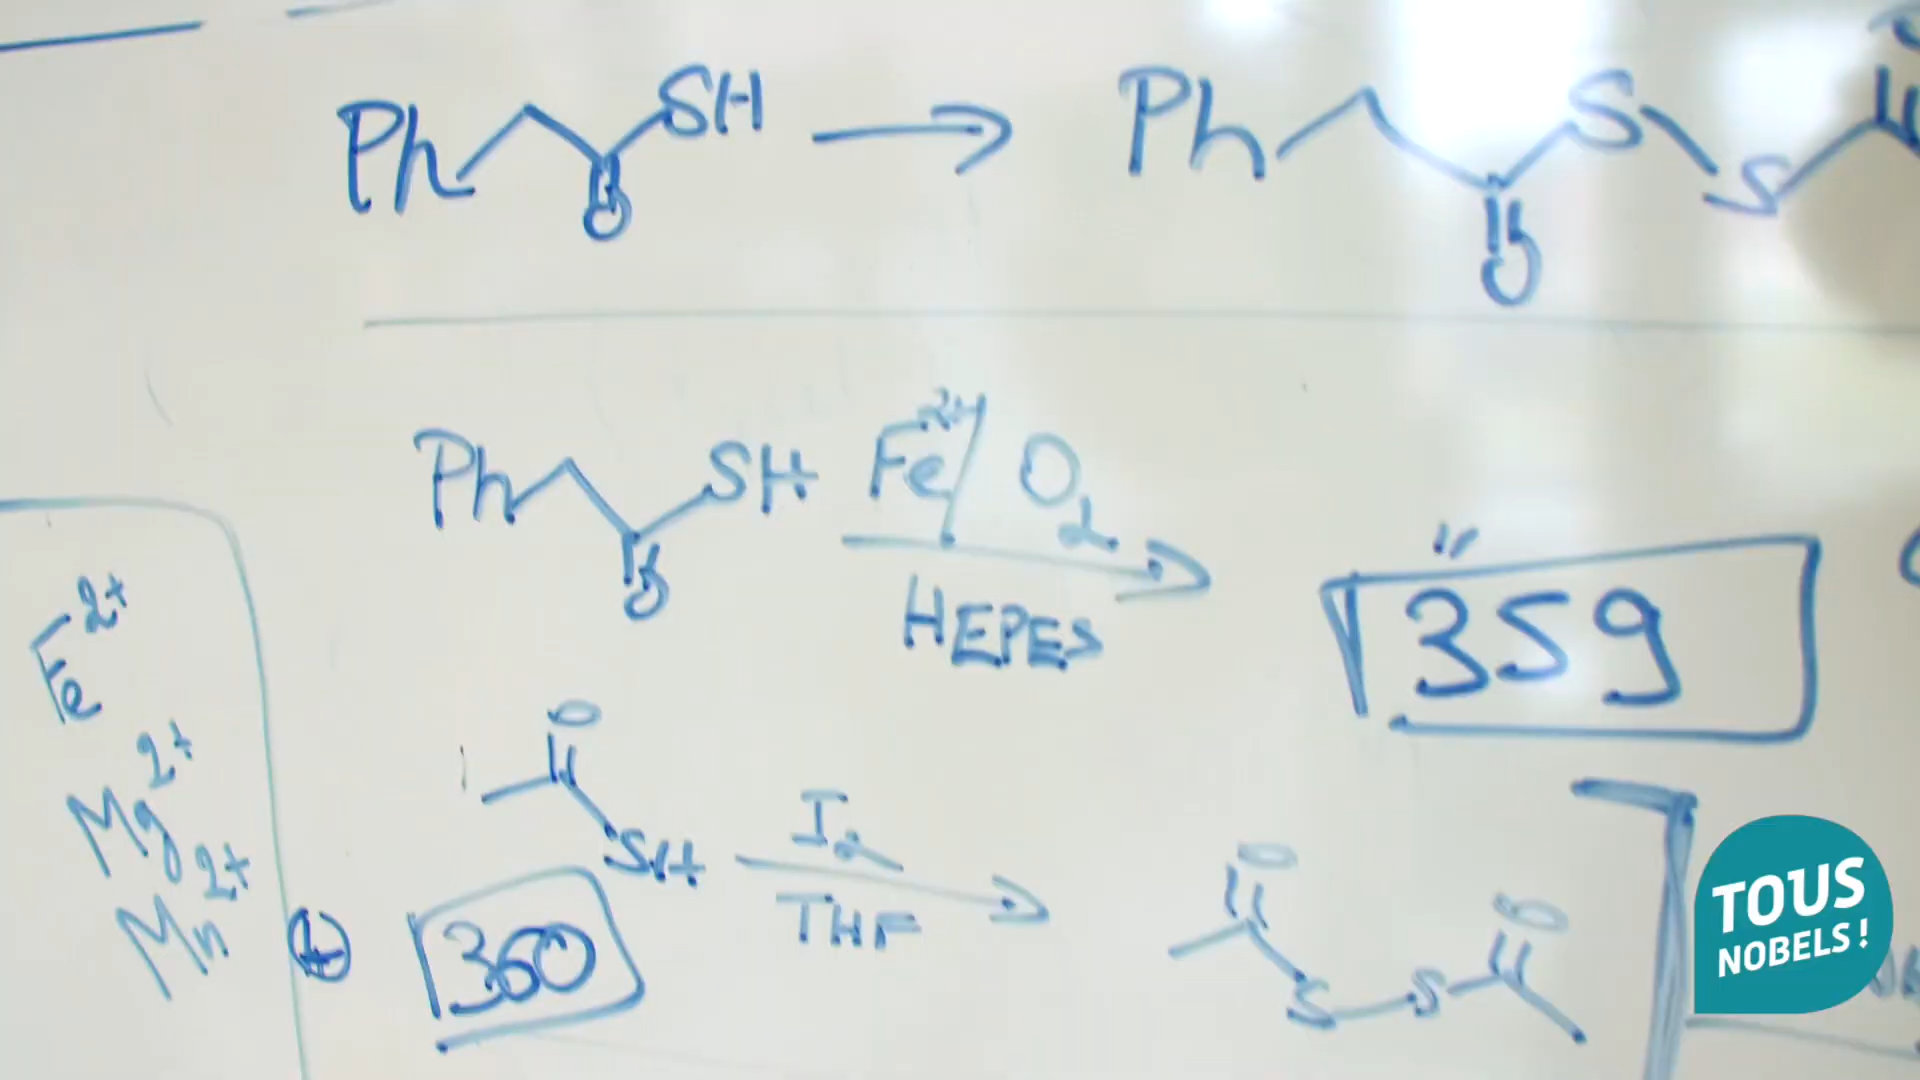 Ph SH → Ph S S
O O
Ph SH Fe²⁺/O₂
O HEPES
" 359
Fe²⁺
Mg²⁺
Mn²⁺
O
SH I₂
THF
360
O O
S S
TOUS
NOBELS!